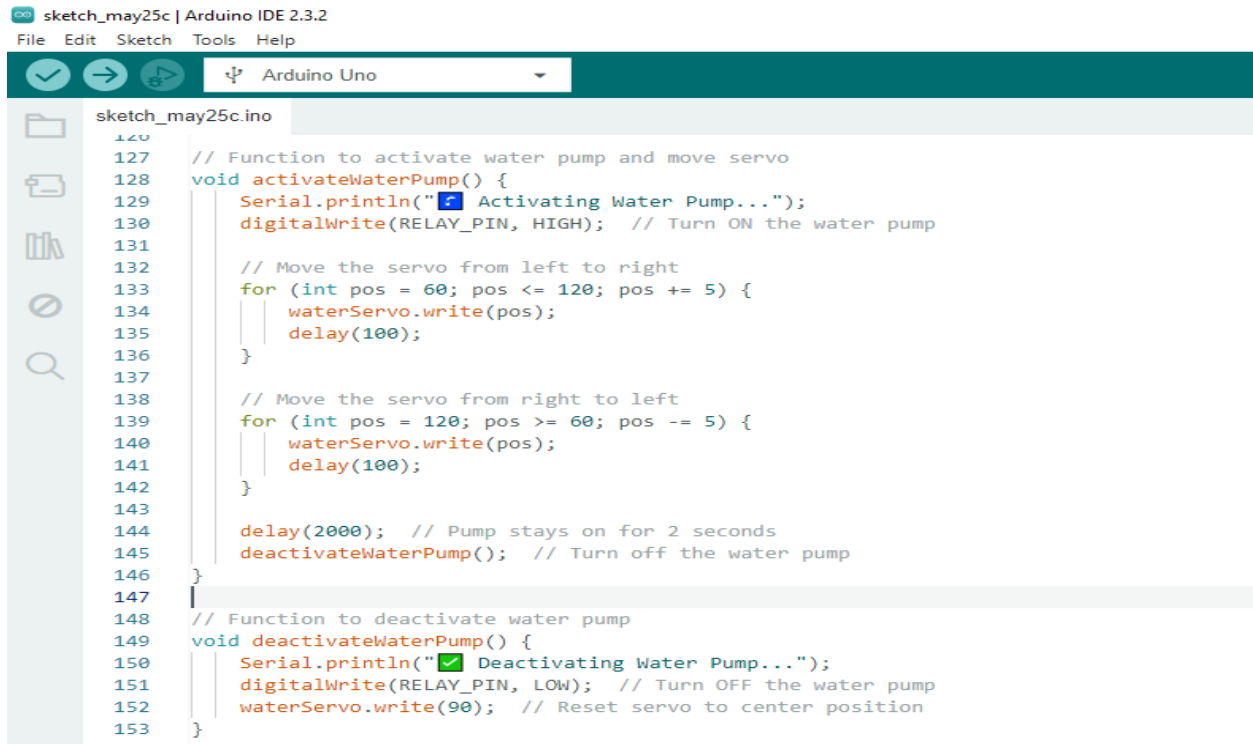 sketch_may25c | Arduino IDE 2.3.2
File Edit Sketch Tools Help
Arduino Uno
sketch_may25c.ino
126
127 // Function to activate water pump and move servo
128 void activateWaterPump() {
129     Serial.println("🌊 Activating Water Pump...");
130     digitalWrite(RELAY_PIN, HIGH);  // Turn ON the water pump
131
132     // Move the servo from left to right
133     for (int pos = 60; pos <= 120; pos += 5) {
134         waterServo.write(pos);
135         delay(100);
136     }
137
138     // Move the servo from right to left
139     for (int pos = 120; pos >= 60; pos -= 5) {
140         waterServo.write(pos);
141         delay(100);
142     }
143
144     delay(2000);  // Pump stays on for 2 seconds
145     deactivateWaterPump();  // Turn off the water pump
146 }
147
148 // Function to deactivate water pump
149 void deactivateWaterPump() {
150     Serial.println("✅ Deactivating Water Pump...");
151     digitalWrite(RELAY_PIN, LOW);  // Turn OFF the water pump
152     waterServo.write(90);  // Reset servo to center position
153 }